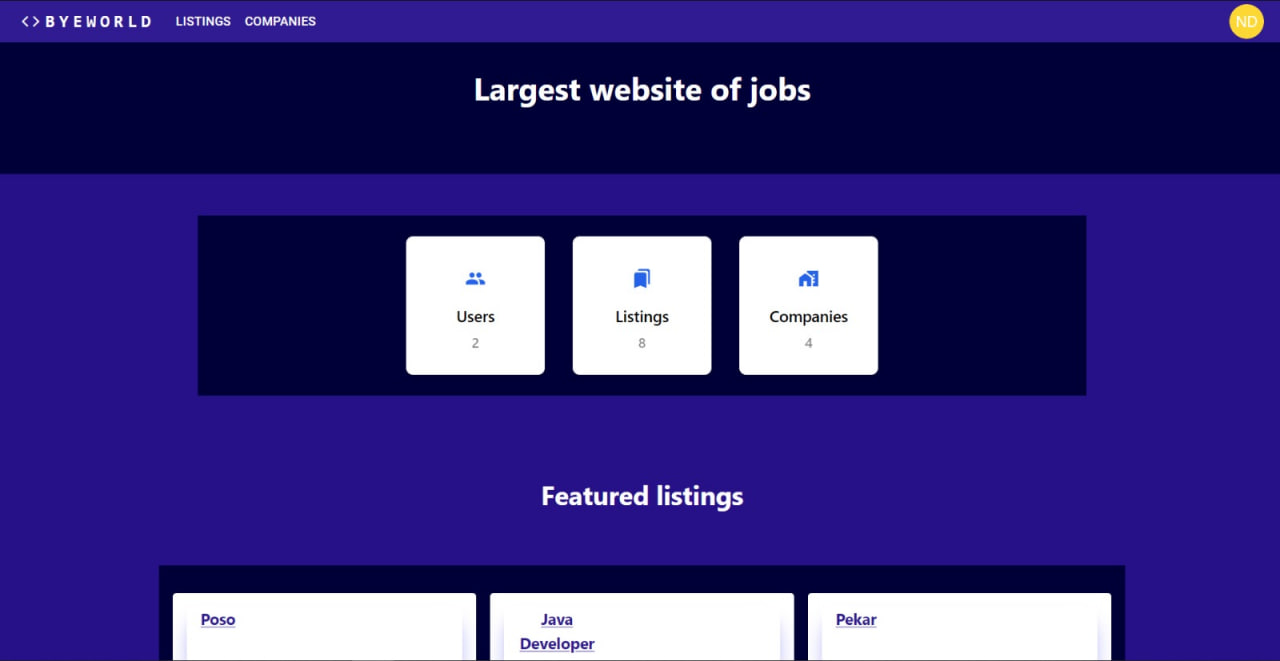 <> BYEWORLD LISTINGS COMPANIES ND
Largest website of jobs
Users Listings Companies
2 8 4
Featured listings
Poso Java Pekar
Developer